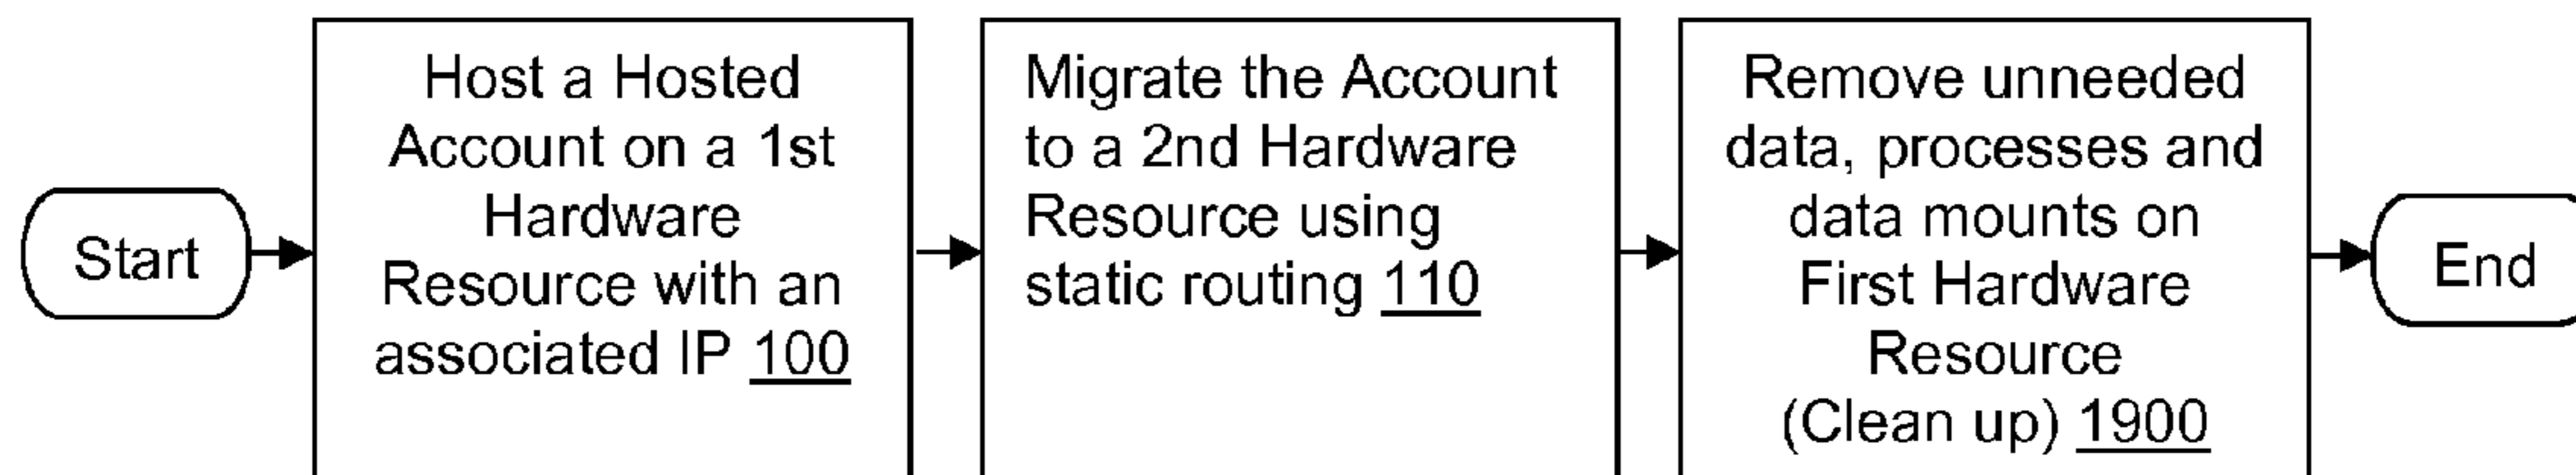 Start
Host a Hosted
Account on a 1st
Hardware
Resource with an
associated IP 100
Migrate the Account
to a 2nd Hardware
Resource using
static routing 110
Remove unneeded
data, processes and
data mounts on
First Hardware
Resource
(Clean up) 1900
End